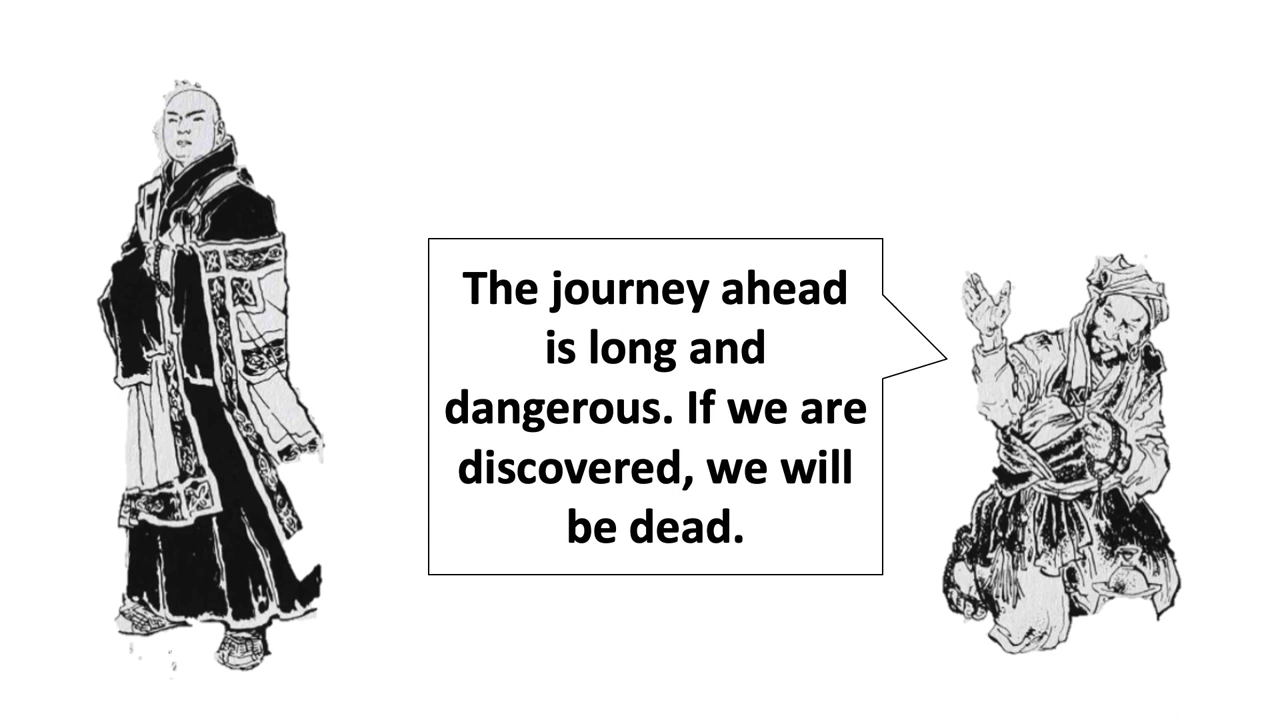 The journey ahead
is long and
dangerous. If we are
discovered, we will
be dead.